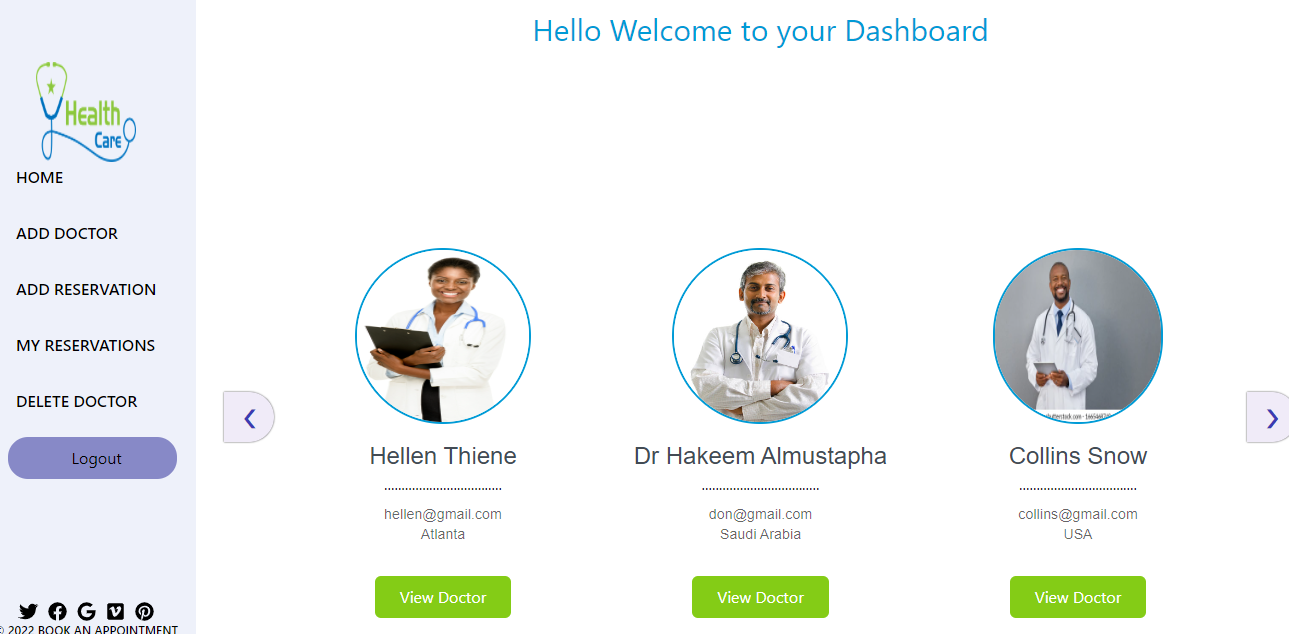 Hello Welcome to your Dashboard
Health
Care
HOME
ADD DOCTOR
ADD RESERVATION
MY RESERVATIONS
DELETE DOCTOR
Logout
© 2022 BOOK AN APPOINTMENT
Hellen Thiene
..................................
hellen@gmail.com
Atlanta
View Doctor
Dr Hakeem Almustapha
..................................
don@gmail.com
Saudi Arabia
View Doctor
Collins Snow
..................................
collins@gmail.com
USA
View Doctor